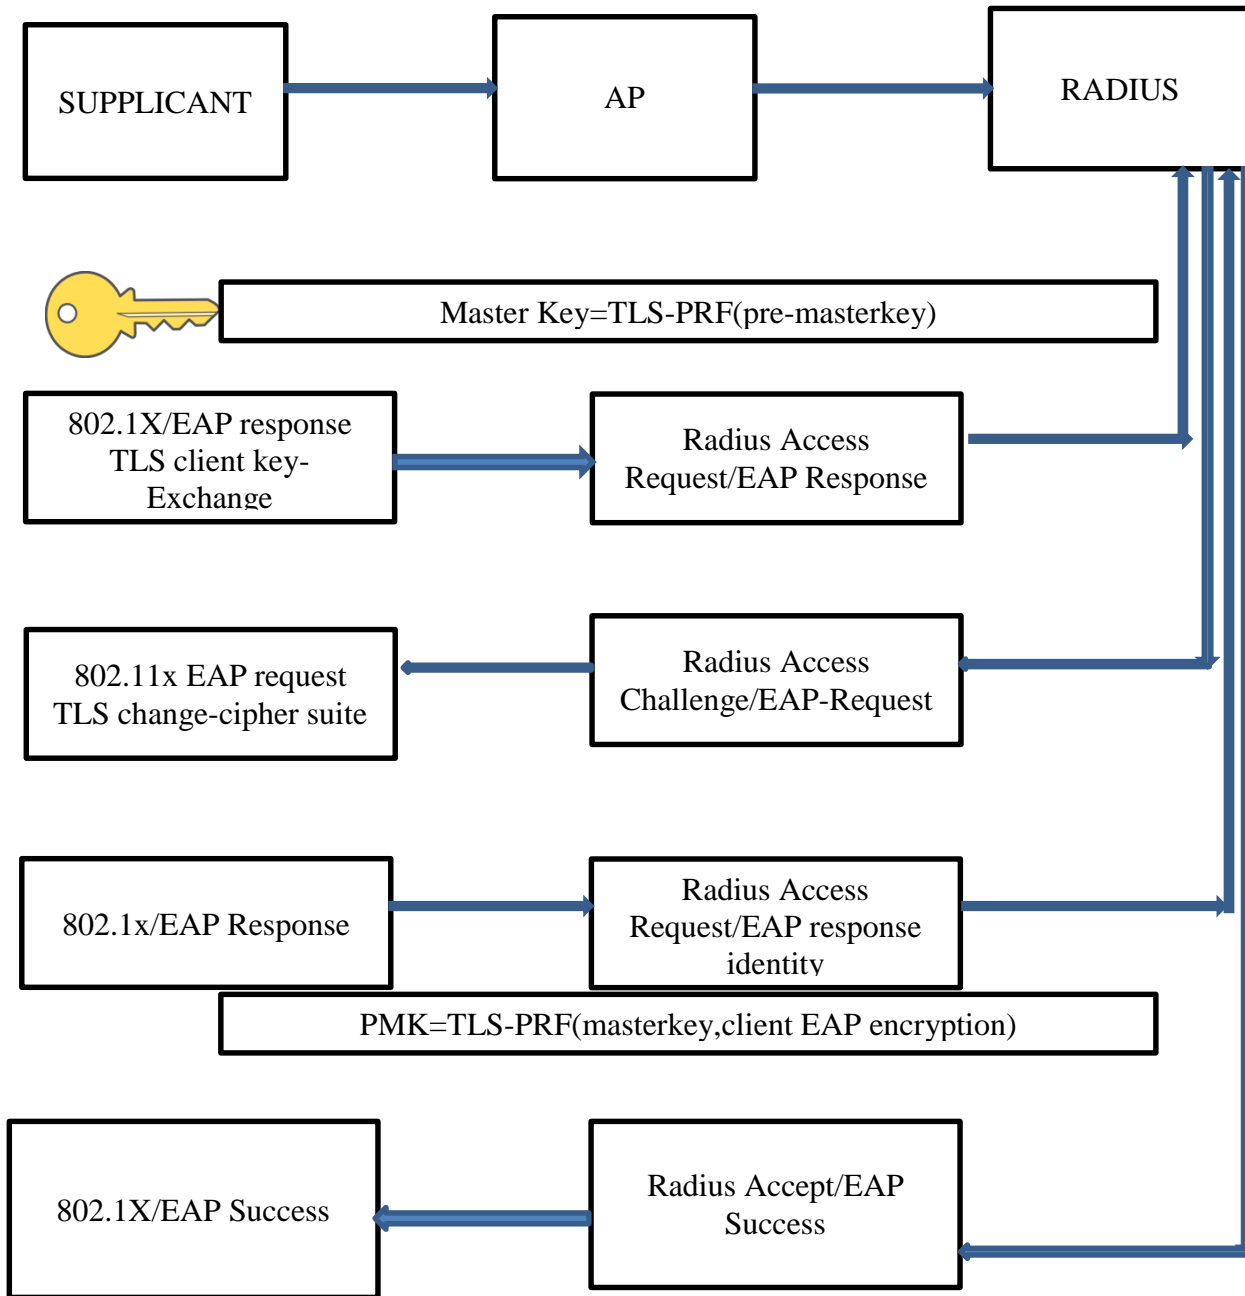 SUPPLICANT
AP
RADIUS
Master Key=TLS-PRF(pre-masterkey)
802.1X/EAP response
TLS client key-
Exchange
Radius Access
Request/EAP Response
802.11x EAP request
TLS change-cipher suite
Radius Access
Challenge/EAP-Request
802.1x/EAP Response
Radius Access
Request/EAP response
identity
PMK=TLS-PRF(masterkey,client EAP encryption)
802.1X/EAP Success
Radius Accept/EAP
Success